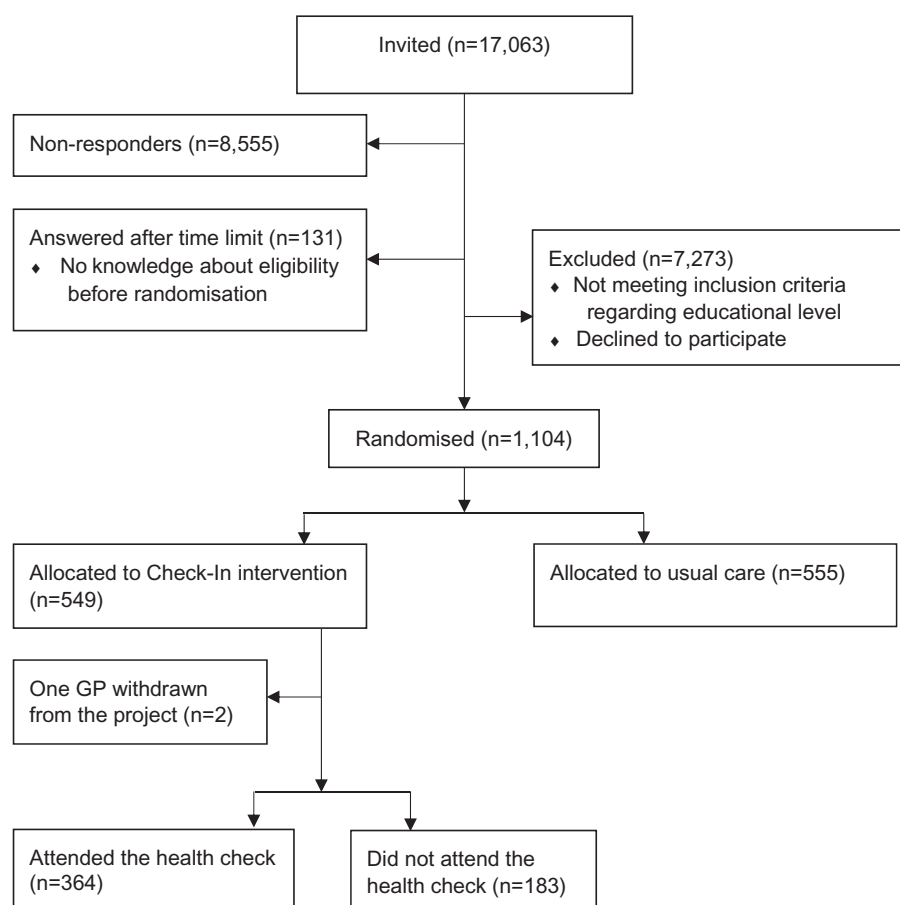 Invited (n=17,063)
Non-responders (n=8,555)
Answered after time limit (n=131)
♦ No knowledge about eligibility
before randomisation
Excluded (n=7,273)
♦ Not meeting inclusion criteria
regarding educational level
♦ Declined to participate
Randomised (n=1,104)
Allocated to Check-In intervention
(n=549)
Allocated to usual care (n=555)
One GP withdrawn
from the project (n=2)
Attended the health check
(n=364)
Did not attend the
health check (n=183)